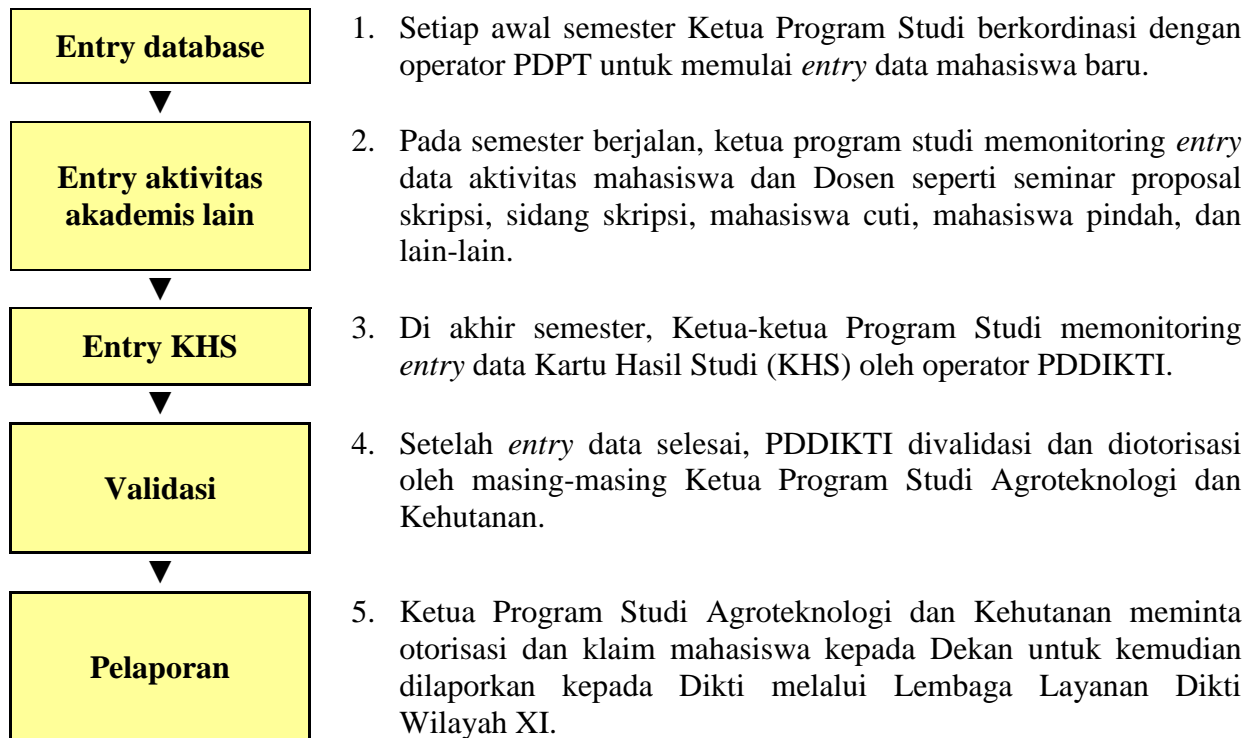 Entry database
1. Setiap awal semester Ketua Program Studi berkordinasi dengan
operator PDPT untuk memulai entry data mahasiswa baru.
▼
Entry aktivitas
akademis lain
2. Pada semester berjalan, ketua program studi memonitoring entry
data aktivitas mahasiswa dan Dosen seperti seminar proposal
skripsi, sidang skripsi, mahasiswa cuti, mahasiswa pindah, dan
lain-lain.
▼
Entry KHS
3. Di akhir semester, Ketua-ketua Program Studi memonitoring
entry data Kartu Hasil Studi (KHS) oleh operator PDDIKTI.
▼
Validasi
4. Setelah entry data selesai, PDDIKTI divalidasi dan diotorisasi
oleh masing-masing Ketua Program Studi Agroteknologi dan
Kehutanan.
▼
Pelaporan
5. Ketua Program Studi Agroteknologi dan Kehutanan meminta
otorisasi dan klaim mahasiswa kepada Dekan untuk kemudian
dilaporkan kepada Dikti melalui Lembaga Layanan Dikti
Wilayah XI.